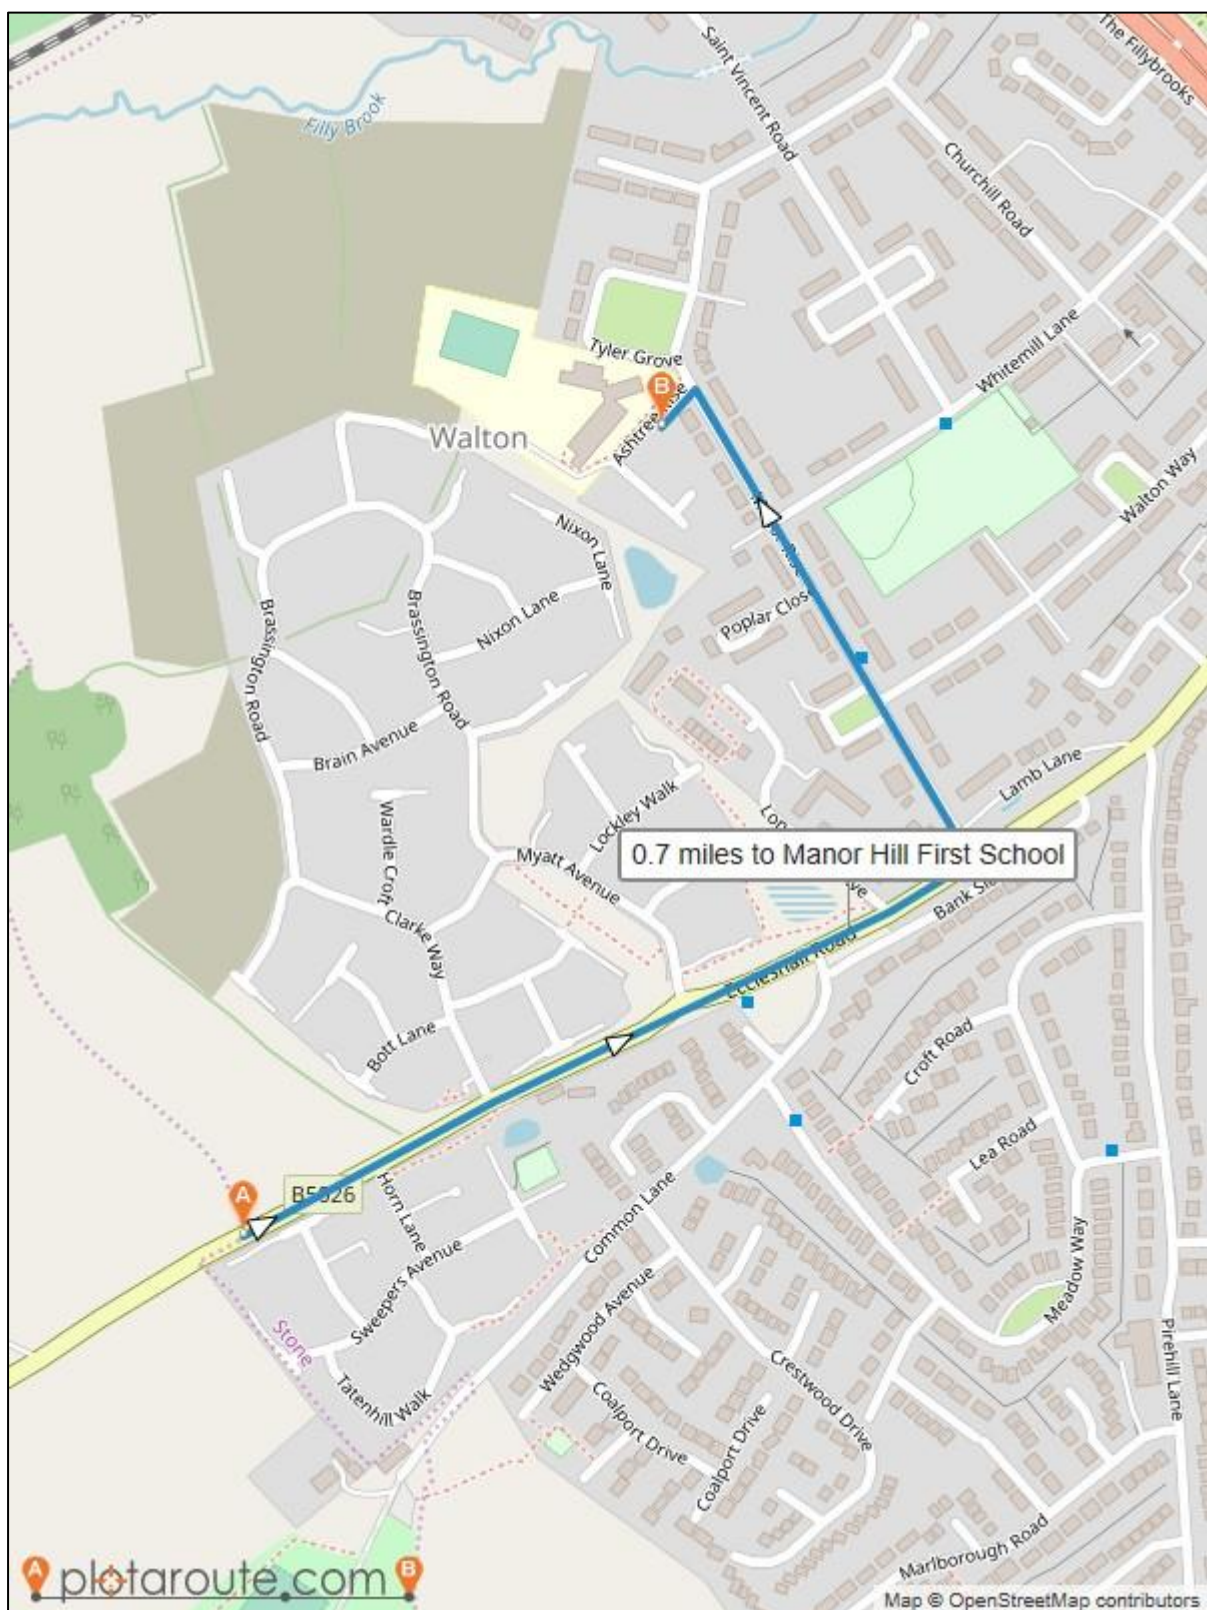 The Fillybrooks
Saint Vincent Road
Filly Brook
Churchill Road
Whitemill Lane
Tyler Grove
B
Ashtree Rise
Walton
Walton Way
Nixon Lane
Brassington Road
Brassington Road
Nixon Lane
Poplar Close
Brain Avenue
Lamb Lane
Lockley Walk
Wardle Croft
Myatt Avenue
0.7 miles to Manor Hill First School
Clarke Way
Bank
Eccleshall Road
Bott Lane
Croft Road
Lea Road
A
B5026
Horn Lane
Common Lane
Meadow Way
Sweepers Avenue
Wedgwood Avenue
Stone
Crestwood Drive
Pirehill Lane
Tatenhill Walk
Coalport Drive
Coalport Drive
Marlborough Road
A plotaroute.com B
Map © OpenStreetMap contributors